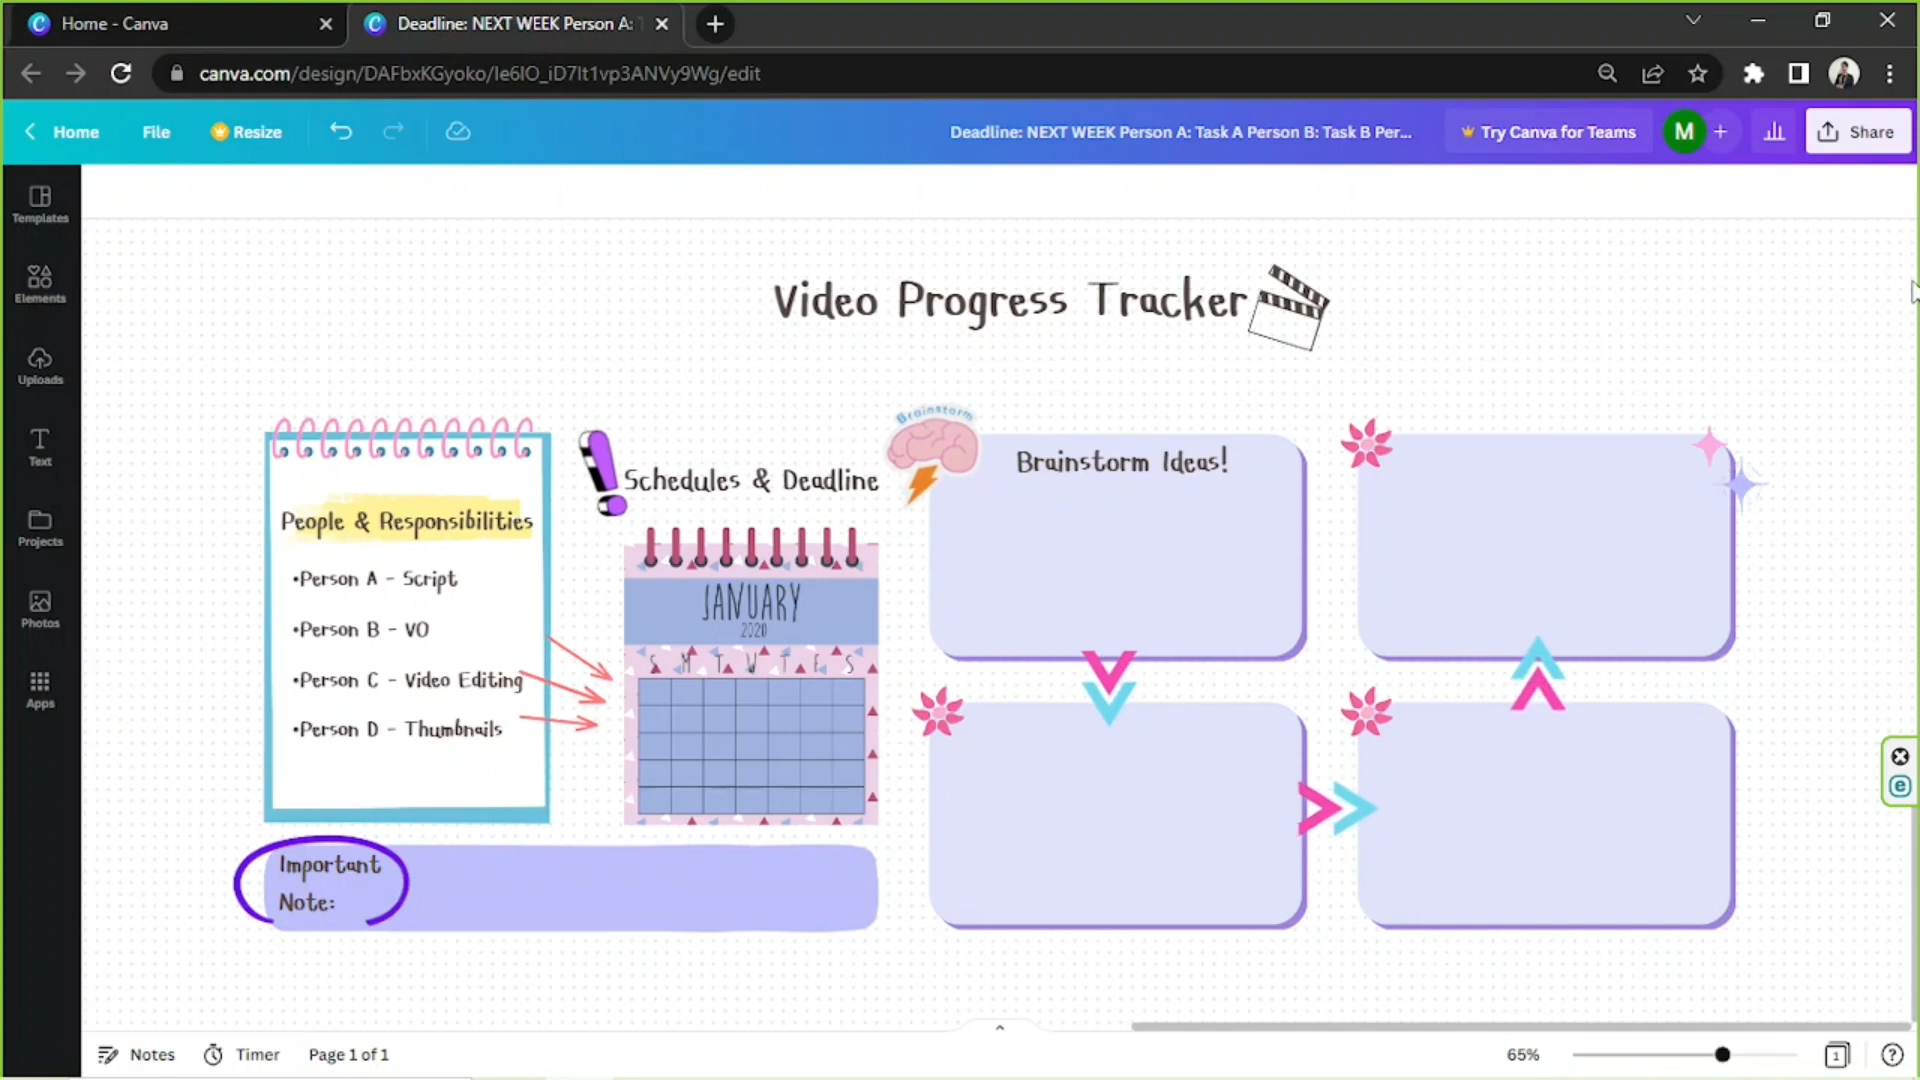 Home - Canva
Deadline: NEXT WEEK Person A:
canva.com/design/DAFbxKGyoko/Ie6IO_iD7It1vp3ANVy9Wg/edit
Home
File
Resize
Deadline: NEXT WEEK Person A: Task A Person B: Task B Per...
Try Canva for Teams
M
+
Share
Templates
Elements
Uploads
Text
Projects
Photos
Apps
Video Progress Tracker
People & Responsibilities
•Person A - Script
•Person B - VO
•Person C - Video Editing
•Person D - Thumbnails
Schedules & Deadline
JANUARY
2020
S M T W T F S
Important
Note:
Brainstorm
Brainstorm Ideas!
Notes
Timer
Page 1 of 1
65%
1
?